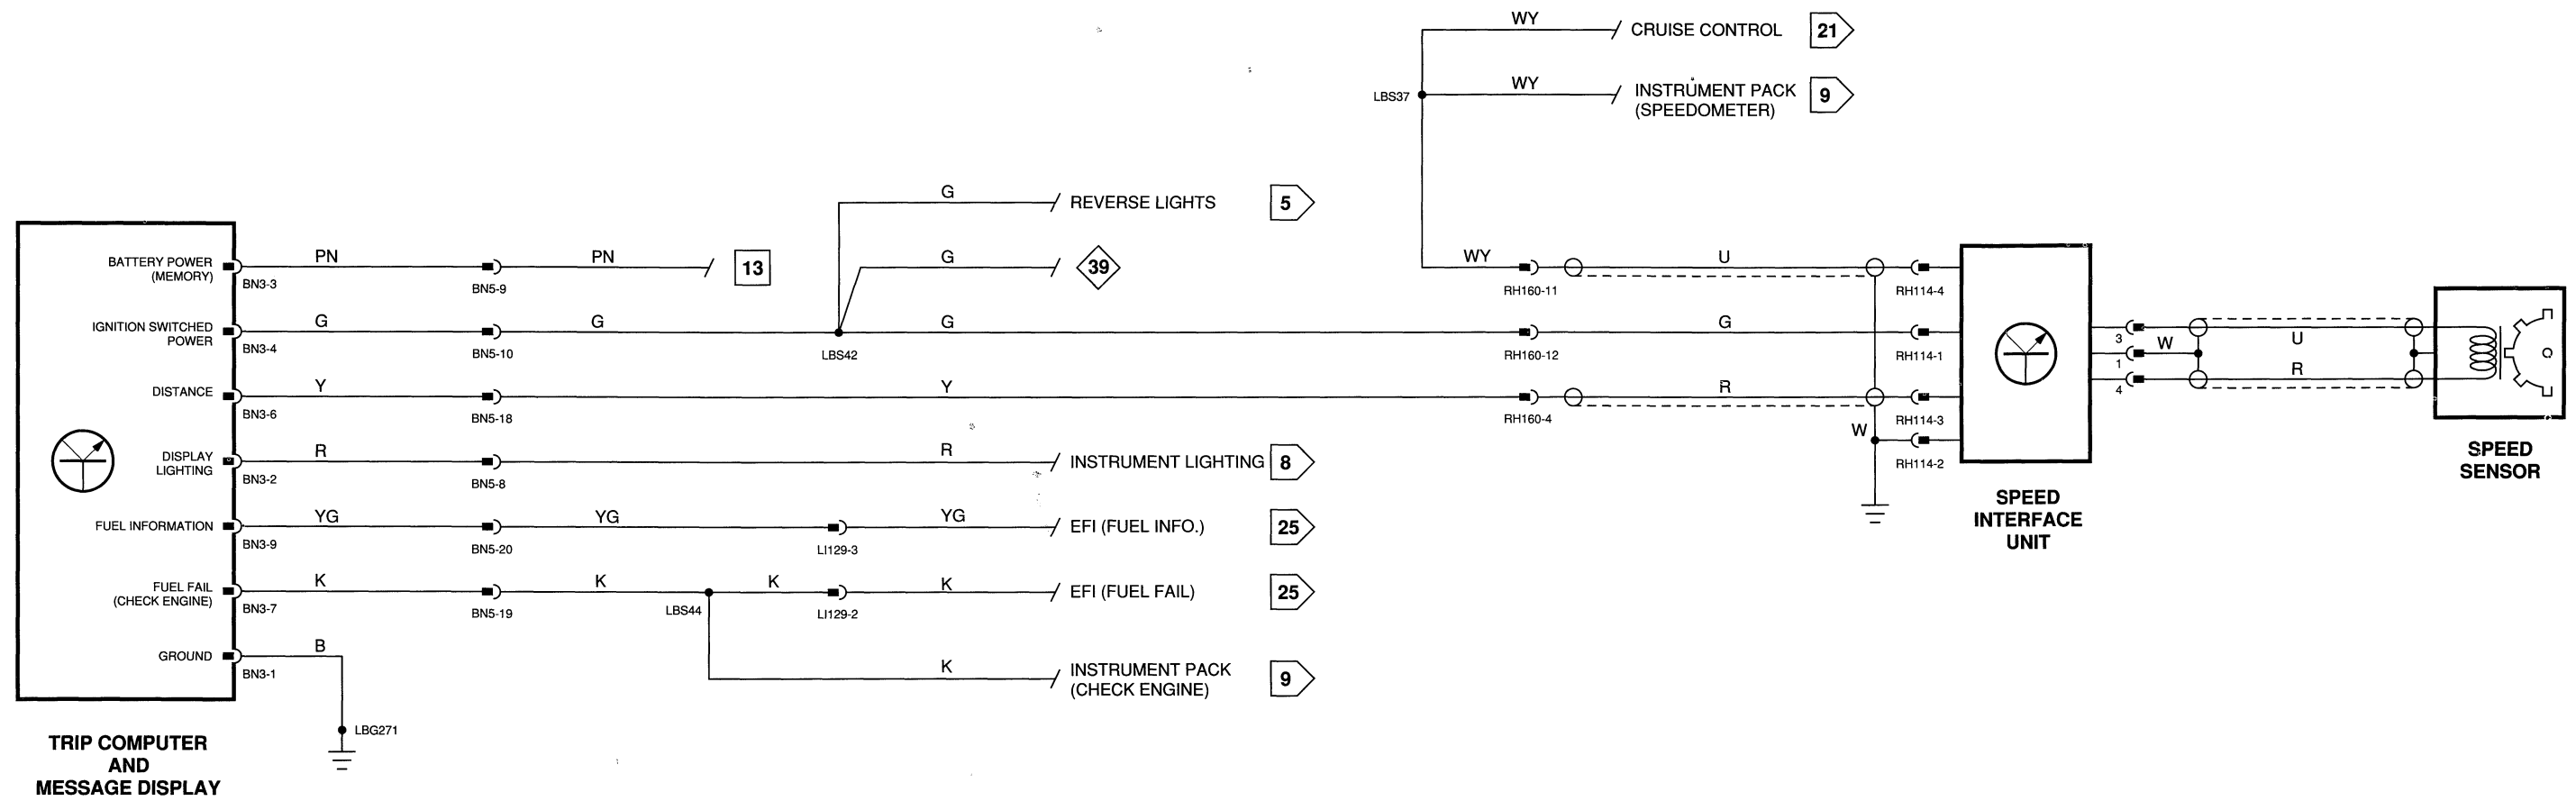 WY
CRUISE CONTROL
21
LBS37
WY
INSTRUMENT PACK
(SPEEDOMETER)
9
G
REVERSE LIGHTS
5
BATTERY POWER
(MEMORY)
BN3-3
PN
BN5-9
PN
13
G
39
WY
RH160-11
U
RH114-4
IGNITION SWITCHED
POWER
BN3-4
G
BN5-10
G
LBS42
G
RH160-12
G
RH114-1
DISTANCE
BN3-6
Y
BN5-18
Y
RH160-4
R
RH114-3
W
RH114-2
3
1
4
W
U
R
SPEED
SENSOR
SPEED
INTERFACE
UNIT
DISPLAY
LIGHTING
BN3-2
R
BN5-8
R
INSTRUMENT LIGHTING
8
FUEL INFORMATION
BN3-9
YG
BN5-20
YG
LI129-3
YG
EFI (FUEL INFO.)
25
FUEL FAIL
(CHECK ENGINE)
BN3-7
K
BN5-19
K
LBS44
K
LI129-2
K
EFI (FUEL FAIL)
25
GROUND
BN3-1
B
LBG271
K
INSTRUMENT PACK
(CHECK ENGINE)
9
TRIP COMPUTER
AND
MESSAGE DISPLAY